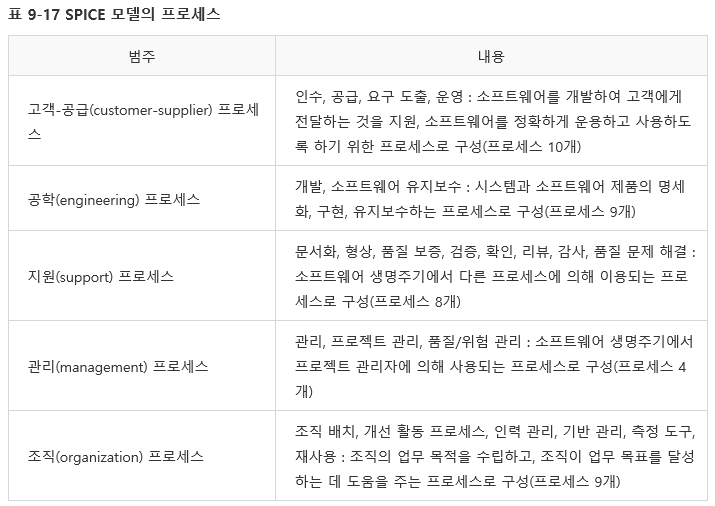 표 9-17 SPICE 모델의 프로세스
범주
내용
고객-공급(customer-supplier) 프로세
스
인수, 공급, 요구 도출, 운영 : 소프트웨어를 개발하여 고객에게
전달하는 것을 지원, 소프트웨어를 정확하게 운용하고 사용하도
록 하기 위한 프로세스로 구성(프로세스 10개)
공학(engineering) 프로세스
개발, 소프트웨어 유지보수 : 시스템과 소프트웨어 제품의 명세
화, 구현, 유지보수하는 프로세스로 구성(프로세스 9개)
지원(support) 프로세스
문서화, 형상, 품질 보증, 검증, 확인, 리뷰, 감사, 품질 문제 해결 :
소프트웨어 생명주기에서 다른 프로세스에 의해 이용되는 프로
세스로 구성(프로세스 8개)
관리(management) 프로세스
관리, 프로젝트 관리, 품질/위험 관리 : 소프트웨어 생명주기에서
프로젝트 관리자에 의해 사용되는 프로세스로 구성(프로세스 4
개)
조직(organization) 프로세스
조직 배치, 개선 활동 프로세스, 인력 관리, 기반 관리, 측정 도구,
재사용 : 조직의 업무 목적을 수립하고, 조직이 업무 목표를 달성
하는 데 도움을 주는 프로세스로 구성(프로세스 9개)